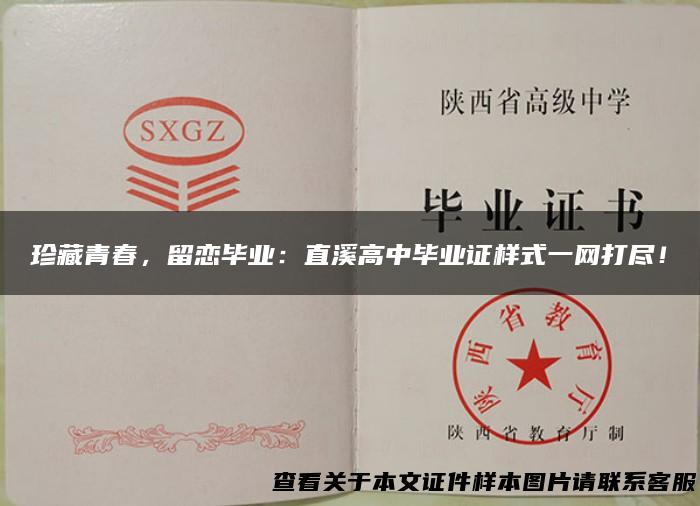 SXGZ
陕西省高级中学
毕业证书
珍藏青春，留恋毕业：直溪高中毕业证样式一网打尽！
陕西省教育厅
陕西省教育厅制
查看关于本文证件样本图片请联系客服